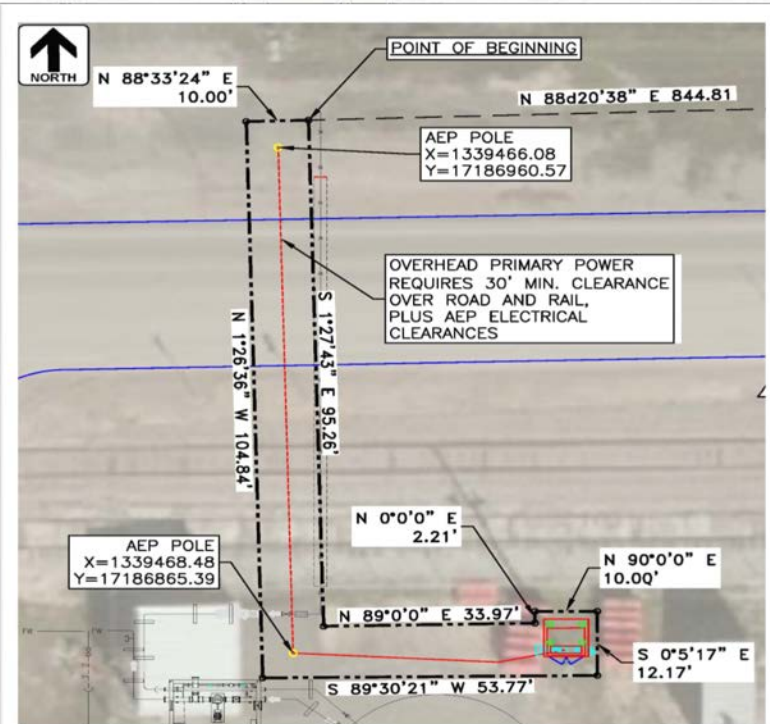 NORTH
N 88°33'24" E
10.00'
POINT OF BEGINNING
N 88d20'38" E 844.81
AEP POLE
X=1339466.08
Y=17186960.57
OVERHEAD PRIMARY POWER
REQUIRES 30' MIN. CLEARANCE
OVER ROAD AND RAIL,
PLUS AEP ELECTRICAL
CLEARANCES
S 1°27'43" E 95.26'
N 1°26'36" W 104.84'
N 0°0'0" E
2.21'
AEP POLE
X=1339468.48
Y=17186865.39
N 90°0'0" E
10.00'
N 89°0'0" E 33.97'
S 0°5'17" E
12.17'
S 89°30'21" W 53.77'